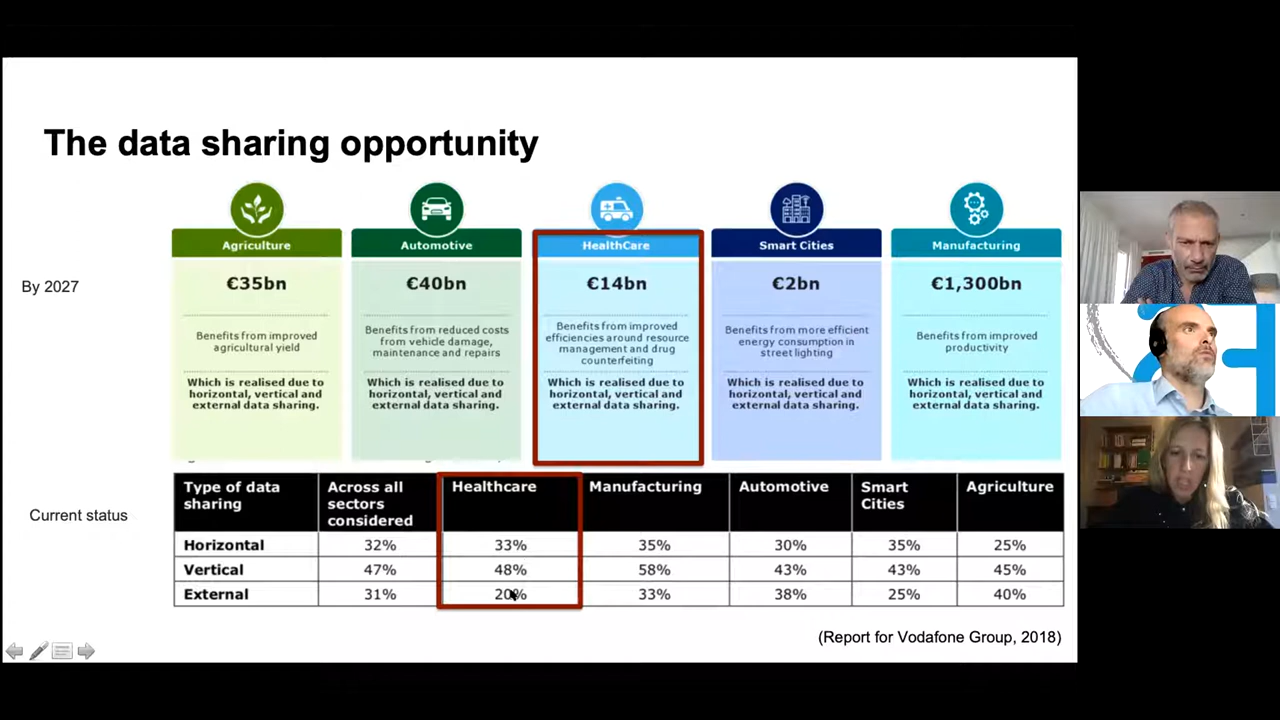 The data sharing opportunity
Agriculture
Automotive
HealthCare
Smart Cities
Manufacturing
By 2027
€35bn
€40bn
€14bn
€2bn
€1,300bn
Benefits from improved
agricultural yield
Benefits from reduced costs
from vehicle damage,
maintenance and repairs
Benefits from improved
efficiencies around resource
management and drug
counterfeiting
Benefits from more efficient
energy consumption in
street lighting
Benefits from improved
productivity
Which is realised due to
horizontal, vertical and
external data sharing.
Which is realised due to
horizontal, vertical and
external data sharing.
Which is realised due to
horizontal, vertical and
external data sharing.
Which is realised due to
horizontal, vertical and
external data sharing.
Which is realised due to
horizontal, vertical and
external data sharing.
Current status
Type of data
sharing
Across all
sectors
considered
Healthcare
Manufacturing
Automotive
Smart
Cities
Agriculture
Horizontal 32% 33% 35% 30% 35% 25%
Vertical 47% 48% 58% 43% 43% 45%
External 31% 20% 33% 38% 25% 40%
(Report for Vodafone Group, 2018)